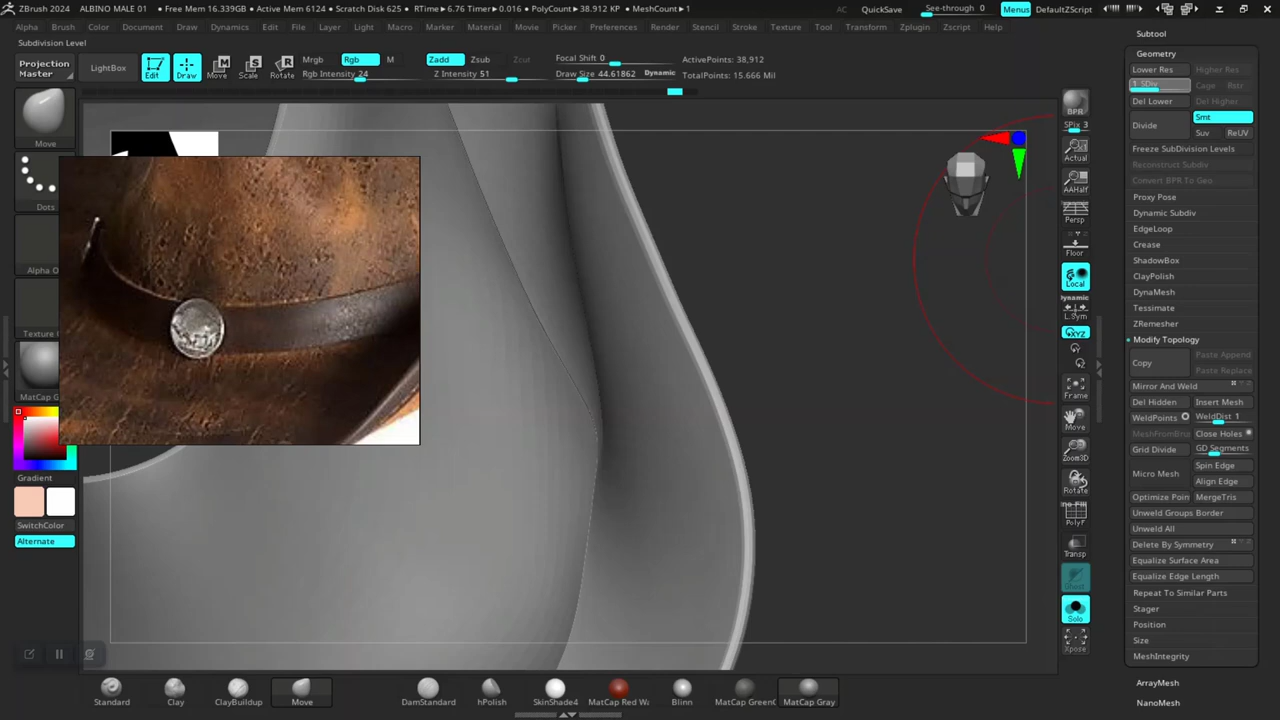 ZBrush 2024 ALBINO MALE 01 • Free Mem 16.339GB • Active Mem 6124 • Scratch Disk 625 • RTime▸6.76 Timer▸0.016 • PolyCount▸38.912 KP • MeshCount▸1 AC QuickSave See-through 0 Menus DefaultZScript
Alpha Brush Color Document Draw Dynamics Edit File Layer Light Macro Marker Material Movie Picker Preferences Render Stencil Stroke Texture Tool Transform Zplugin Zscript Help
Subdivision Level
Projection Master LightBox Edit Draw Move Scale Rotate
Mrgb Rgb M
Rgb Intensity 24
Zadd Zsub Zcut
Z Intensity 51
Focal Shift 0
Draw Size 44.61862 Dynamic
ActivePoints: 38,912
TotalPoints: 15.666 Mil
Move
Dots
Alpha O
Texture
MatCap G
Gradient
SwitchColor
Alternate
BPR
SPix 3
Actual
AAHalf
Persp
Floor
Local
Dynamic
L.Sym
XYZ
Frame
Move
Zoom3D
Rotate
PolyF
Transp
Ghost
Solo
Xpose
Subtool
Geometry
Lower Res Higher Res
1 SDiv Cage Rstr
Del Lower Del Higher
Divide Smt
Suv ReUV
Freeze SubDivision Levels
Reconstruct Subdiv
Convert BPR To Geo
Proxy Pose
Dynamic Subdiv
EdgeLoop
Crease
ShadowBox
ClayPolish
DynaMesh
Tessimate
ZRemesher
Modify Topology
Copy Paste Append
Paste Replace
Mirror And Weld
Del Hidden Insert Mesh
WeldPoints WeldDist 1
MeshFromBru Close Holes
Grid Divide GD Segments
Micro Mesh Spin Edge
Align Edge
Optimize Poin MergeTris
Unweld Groups Border
Unweld All
Delete By Symmetry
Equalize Surface Area
Equalize Edge Length
Repeat To Similar Parts
Stager
Position
Size
MeshIntegrity
ArrayMesh
NanoMesh
Standard Clay ClayBuildup Move DamStandard hPolish SkinShade4 MatCap Red Wa Blinn MatCap GreenC MatCap Gray